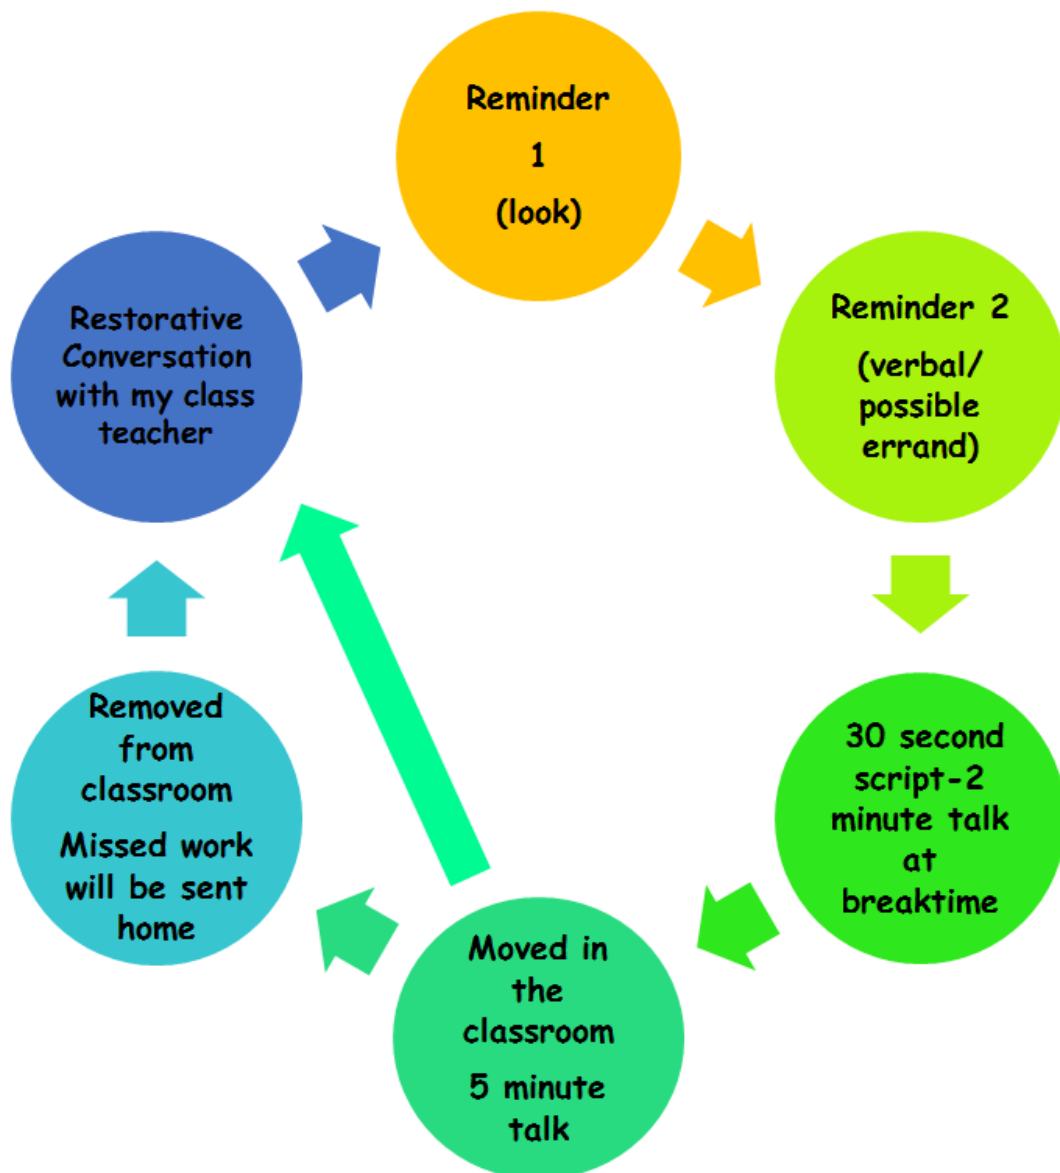 Reminder
1
(look)
Reminder 2
(verbal/
possible
errand)
30 second
script-2
minute talk
at
breaktime
Moved in
the
classroom
5 minute
talk
Removed
from
classroom
Missed work
will be sent
home
Restorative
Conversation
with my class
teacher